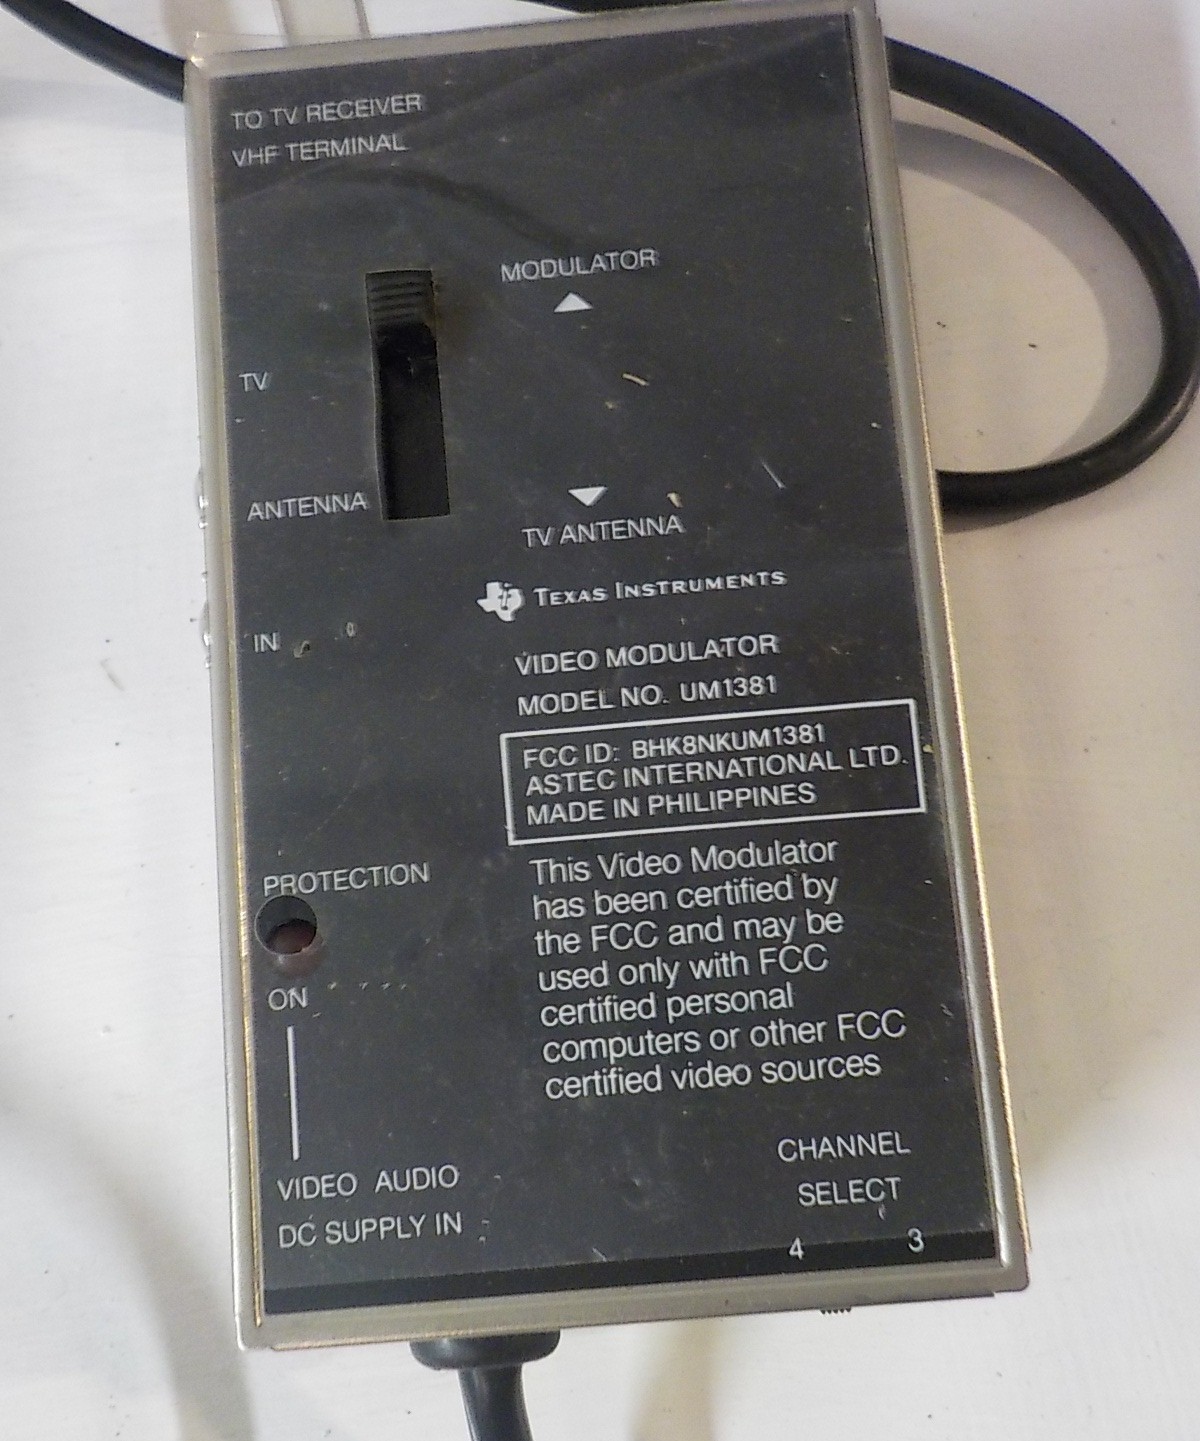 TO TV RECEIVER
VHF TERMINAL
MODULATOR
TV
ANTENNA
TV ANTENNA
TEXAS INSTRUMENTS
IN
VIDEO MODULATOR
MODEL NO. UM1381
FCC ID: BHK8NKUM1381
ASTEC INTERNATIONAL LTD.
MADE IN PHILIPPINES
PROTECTION
This Video Modulator
has been certified by
the FCC and may be
used only with FCC
certified personal
computers or other FCC
certified video sources
ON
CHANNEL
SELECT
4 3
VIDEO AUDIO
DC SUPPLY IN